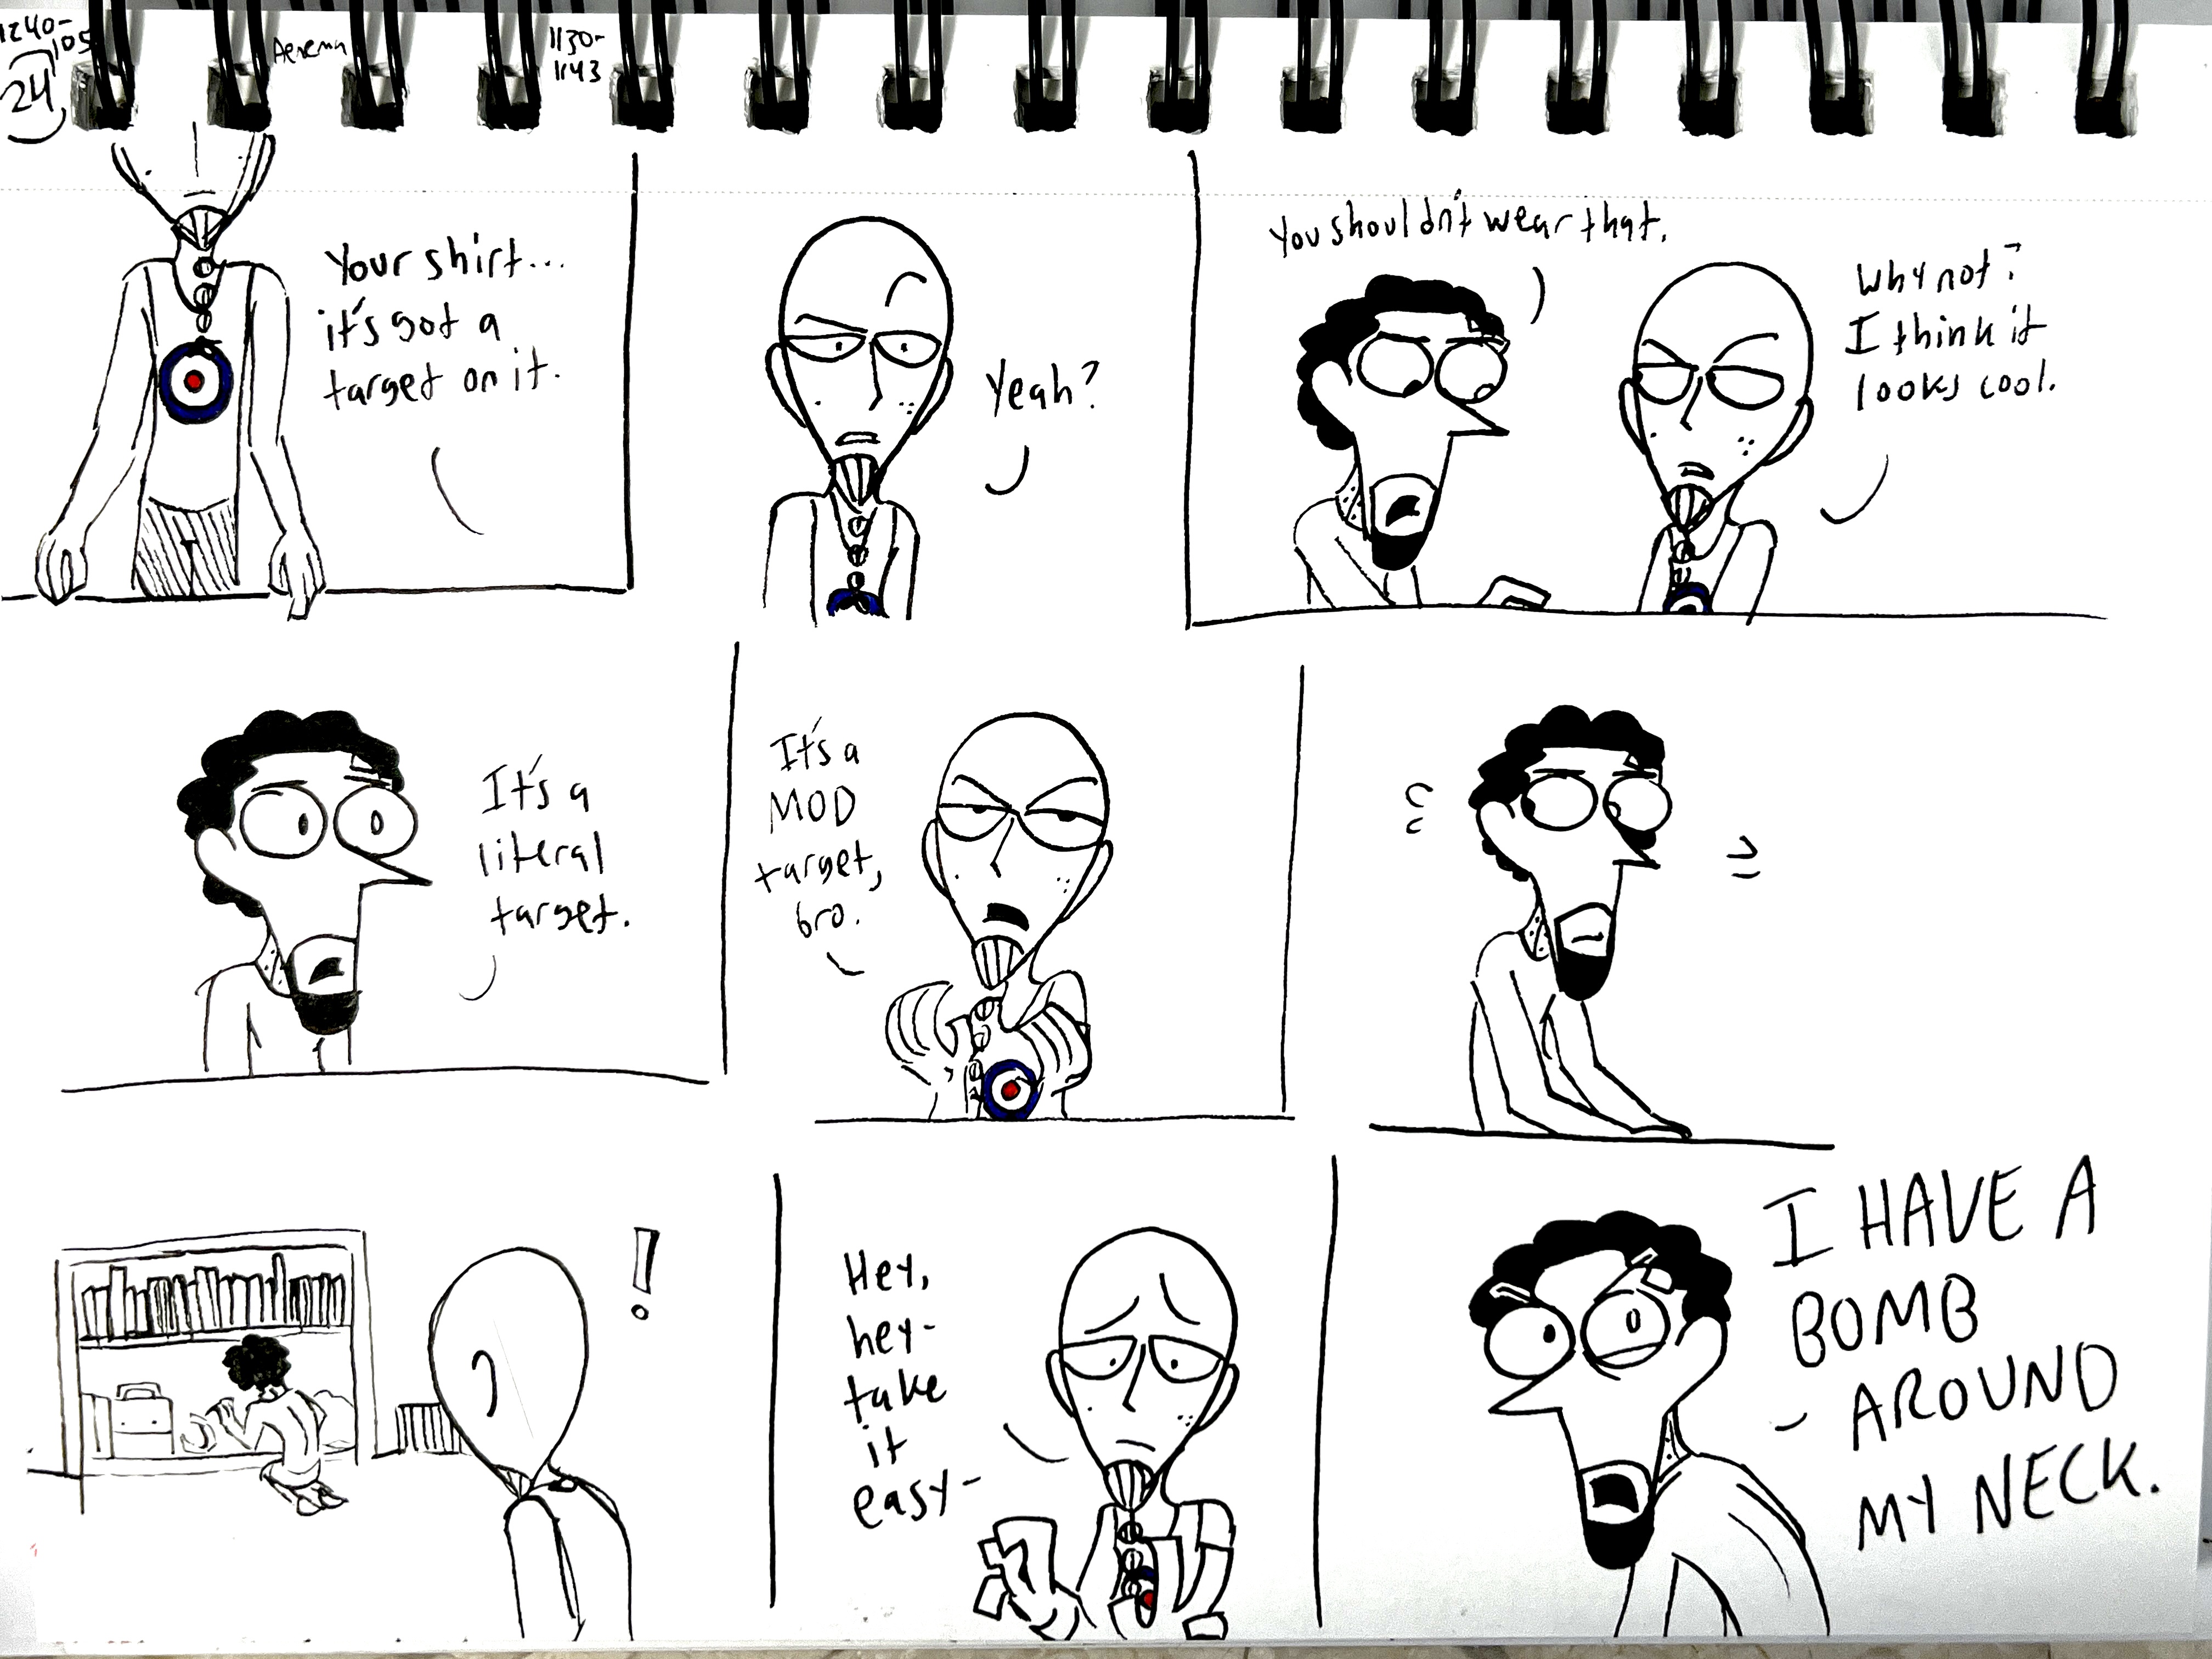 1240-
105
24
Aenema
1130-
1143
Your shirt...
it's got a
target on it.
Yeah?
You shouldn't wear that.
Why not?
I think it
looks cool.
It's a
literal
target.
It's a
MOD
target,
bro.
!
Hey,
hey-
take
it
easy-
I HAVE A
BOMB
AROUND
MY NECK.